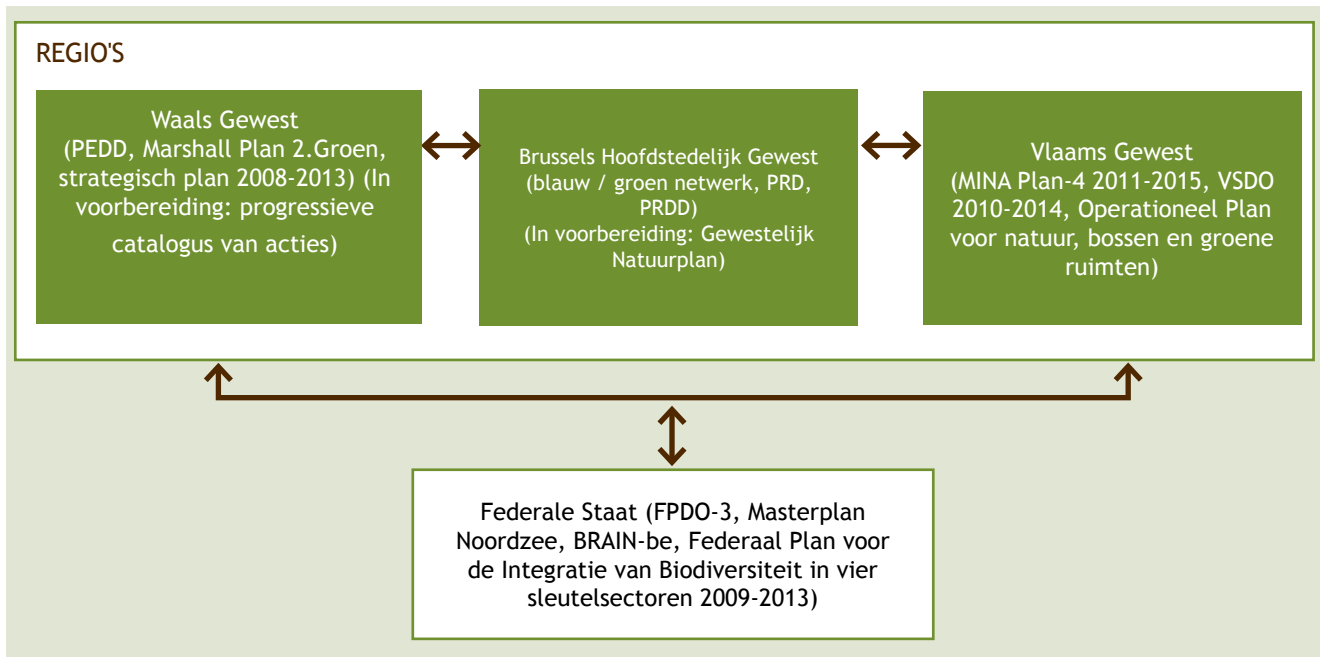 REGIO'S
Waals Gewest
(PEDD, Marshall Plan 2.Groen,
strategisch plan 2008-2013) (In
voorbereiding: progressieve
catalogus van acties)
Brussels Hoofdstedelijk Gewest
(blauw / groen netwerk, PRD,
PRDD)
(In voorbereiding: Gewestelijk
Natuurplan)
Vlaams Gewest
(MINA Plan-4 2011-2015, VSDO
2010-2014, Operationeel Plan
voor natuur, bossen en groene
ruimten)
Federale Staat (FPDO-3, Masterplan
Noordzee, BRAIN-be, Federaal Plan voor
de Integratie van Biodiversiteit in vier
sleutelsectoren 2009-2013)